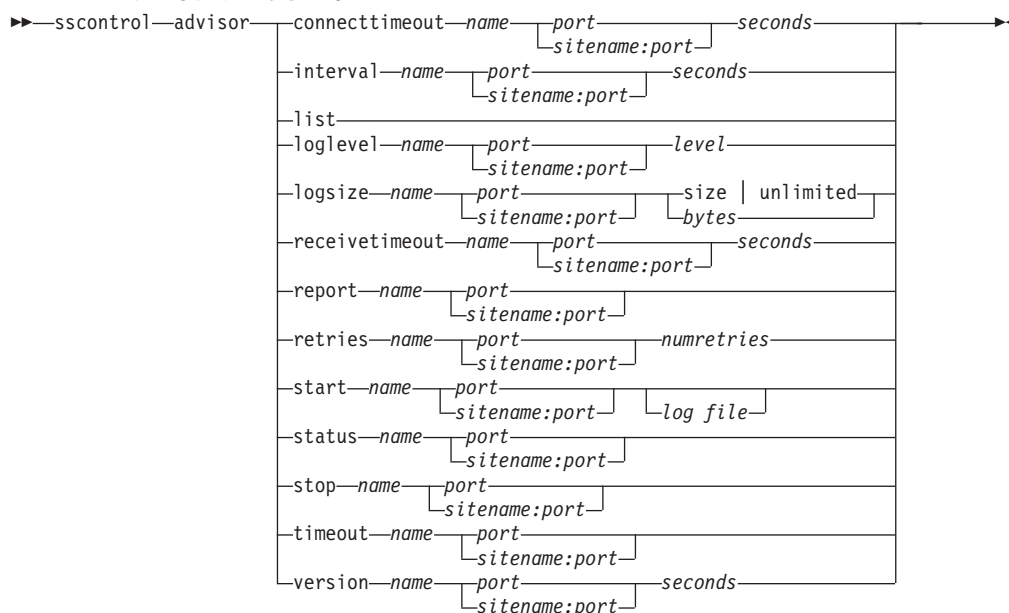 sscontrol advisor connecttimeout name port seconds
sitename:port
interval name port seconds
sitename:port
list
loglevel name port level
sitename:port
logsize name port size | unlimited
sitename:port bytes
receivetimeout name port seconds
sitename:port
report name port
sitename:port
retries name port numretries
sitename:port
start name port
sitename:port log file
status name port
sitename:port
stop name port
sitename:port
timeout name port
sitename:port
version name port seconds
sitename:port